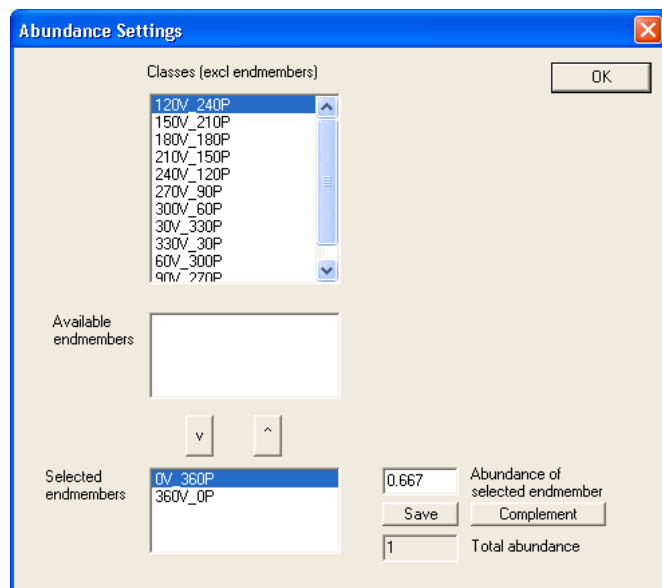 Abundance Settings
Classes (excl endmembers)
OK
120V_240P
150V_210P
180V_180P
210V_150P
240V_120P
270V_90P
300V_60P
30V_330P
330V_30P
60V_300P
90V_270P
Available
endmembers
v
^
Selected
endmembers
0V_360P
360V_0P
0.667
Abundance of
selected endmember
Save
Complement
1
Total abundance